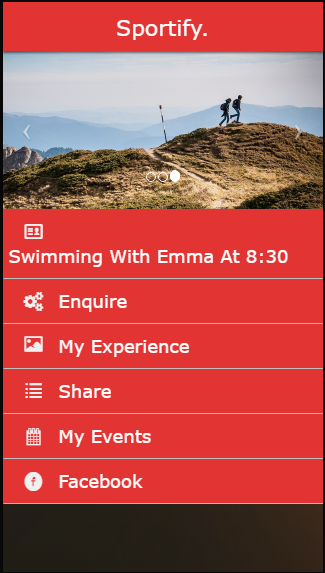 Sportify.
Swimming With Emma At 8:30
Enquire
My Experience
Share
My Events
Facebook